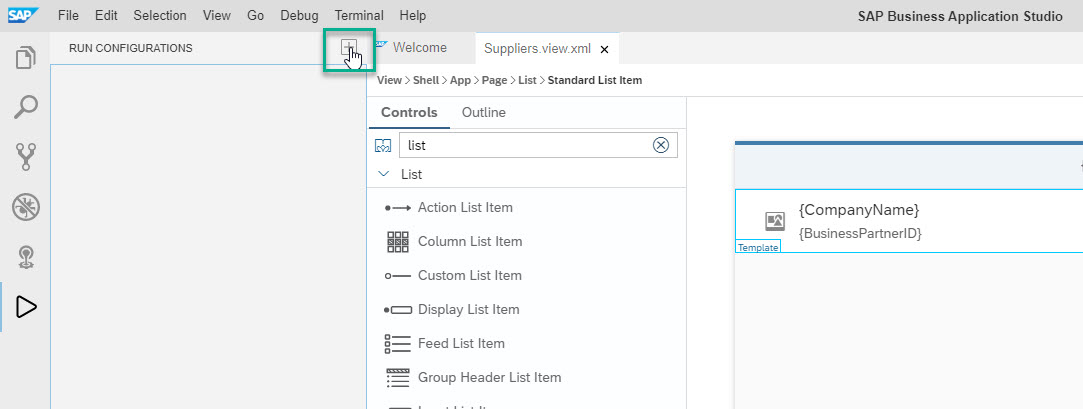 SAP File Edit Selection View Go Debug Terminal Help SAP Business Application Studio
RUN CONFIGURATIONS
SAP Welcome Suppliers.view.xml
View > Shell > App > Page > List > Standard List Item
Controls Outline
list
List
Action List Item
Column List Item
Custom List Item
Display List Item
Feed List Item
Group Header List Item
{CompanyName}
{BusinessPartnerID}
Template